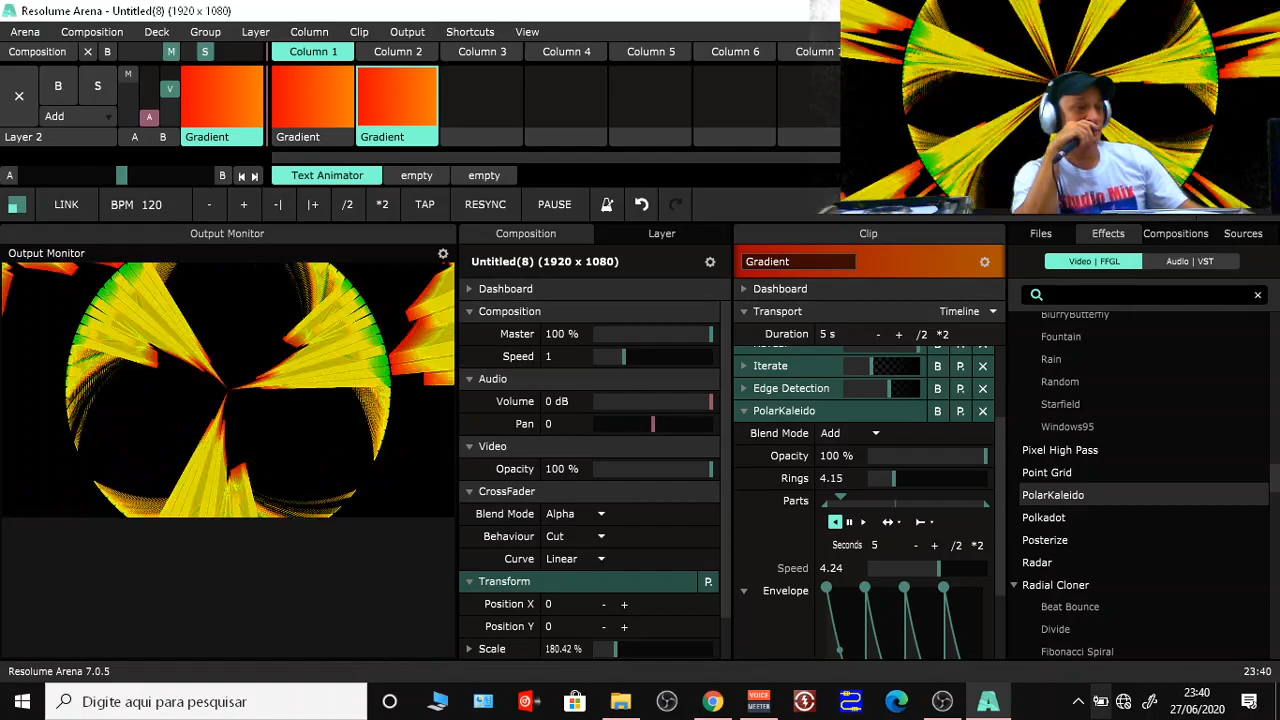 Resolume Arena - Untitled(8) (1920 x 1080)
Arena Composition Deck Group Layer Column Clip Output Shortcuts View
Composition X B M S Column 1 Column 2 Column 3 Column 4 Column 5 Column 6 Column 7
B S M V
Add A
Layer 2 A B Gradient Gradient Gradient
A B Text Animator empty empty
LINK BPM 120 - + -| |+ /2 *2 TAP RESYNC PAUSE
Output Monitor Composition Layer Clip Files Effects Compositions Sources
Output Monitor
Untitled(8) (1920 x 1080)
Dashboard
Composition
Master 100 %
Speed 1
Audio
Volume 0 dB
Pan 0
Video
Opacity 100 %
CrossFader
Blend Mode Alpha
Behaviour Cut
Curve Linear
Transform P.
Position X 0 - +
Position Y 0 - +
Scale 180.42 %
Gradient
Dashboard
Transport Timeline
Duration 5 s - + /2 *2
Iterate B P. X
Edge Detection B P. X
PolarKaleido B P. X
Blend Mode Add
Opacity 100 %
Rings 4.15
Parts
Seconds 5 - + /2 *2
Speed 4.24
Envelope
Video | FFGL Audio | VST
BlurryButterfly
Fountain
Rain
Random
Starfield
Windows95
Pixel High Pass
Point Grid
PolarKaleido
Polkadot
Posterize
Radar
Radial Cloner
Beat Bounce
Divide
Fibonacci Spiral
udio Mix
Resolume Arena 7.0.5 23:40
Digite aqui para pesquisar
VOICE
MEETER
23:40
27/06/2020